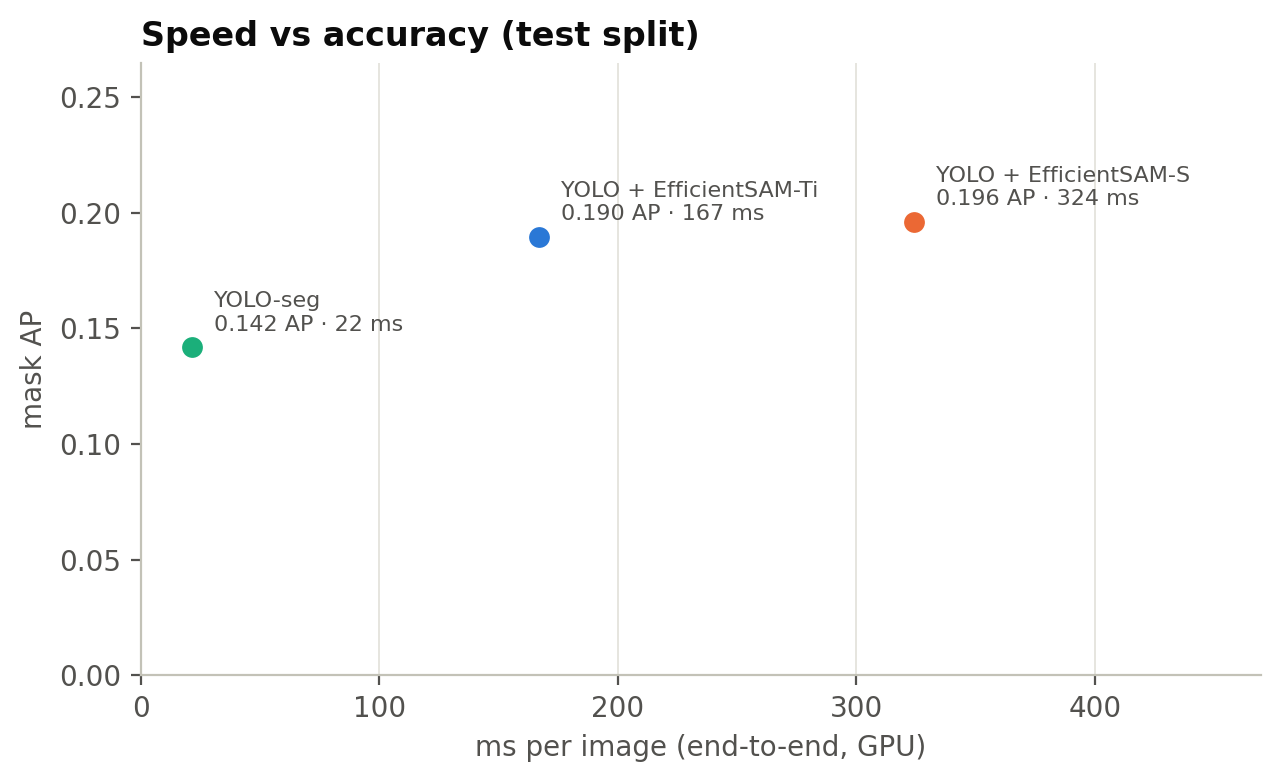 Speed vs accuracy (test split)
0.25
0.20
0.15
0.10
0.05
0.00
mask AP
YOLO-seg
0.142 AP · 22 ms
YOLO + EfficientSAM-Ti
0.190 AP · 167 ms
YOLO + EfficientSAM-S
0.196 AP · 324 ms
0 100 200 300 400
ms per image (end-to-end, GPU)